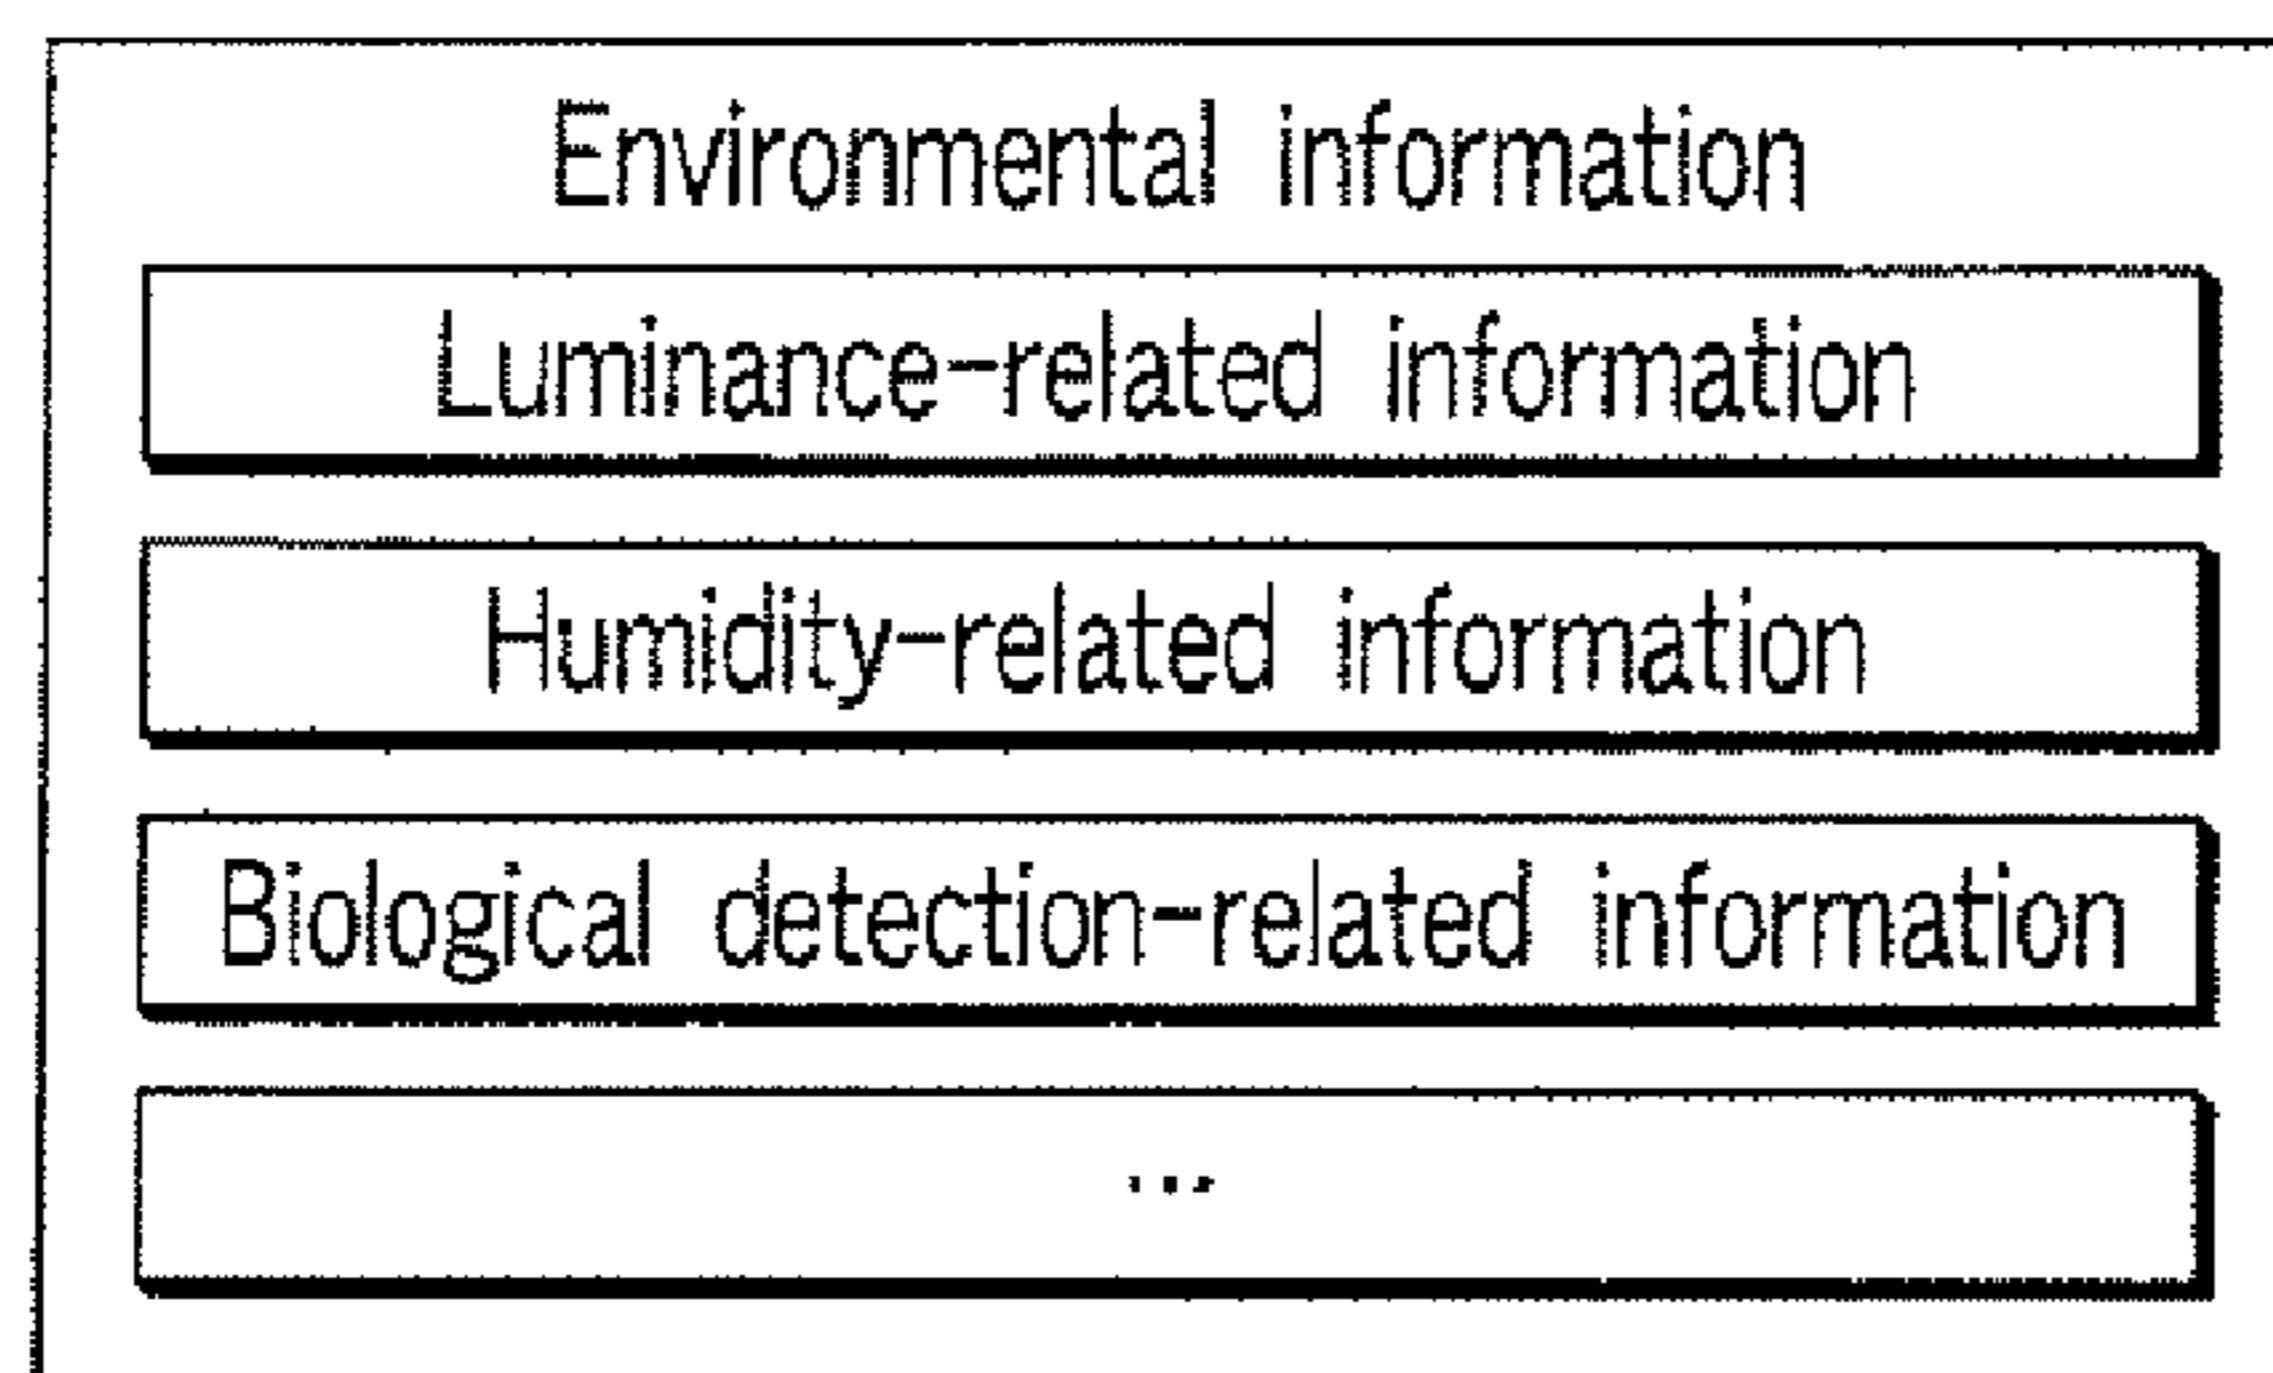 Environmental information
Luminance-related information
Humidity-related information
Biological detection-related information
...